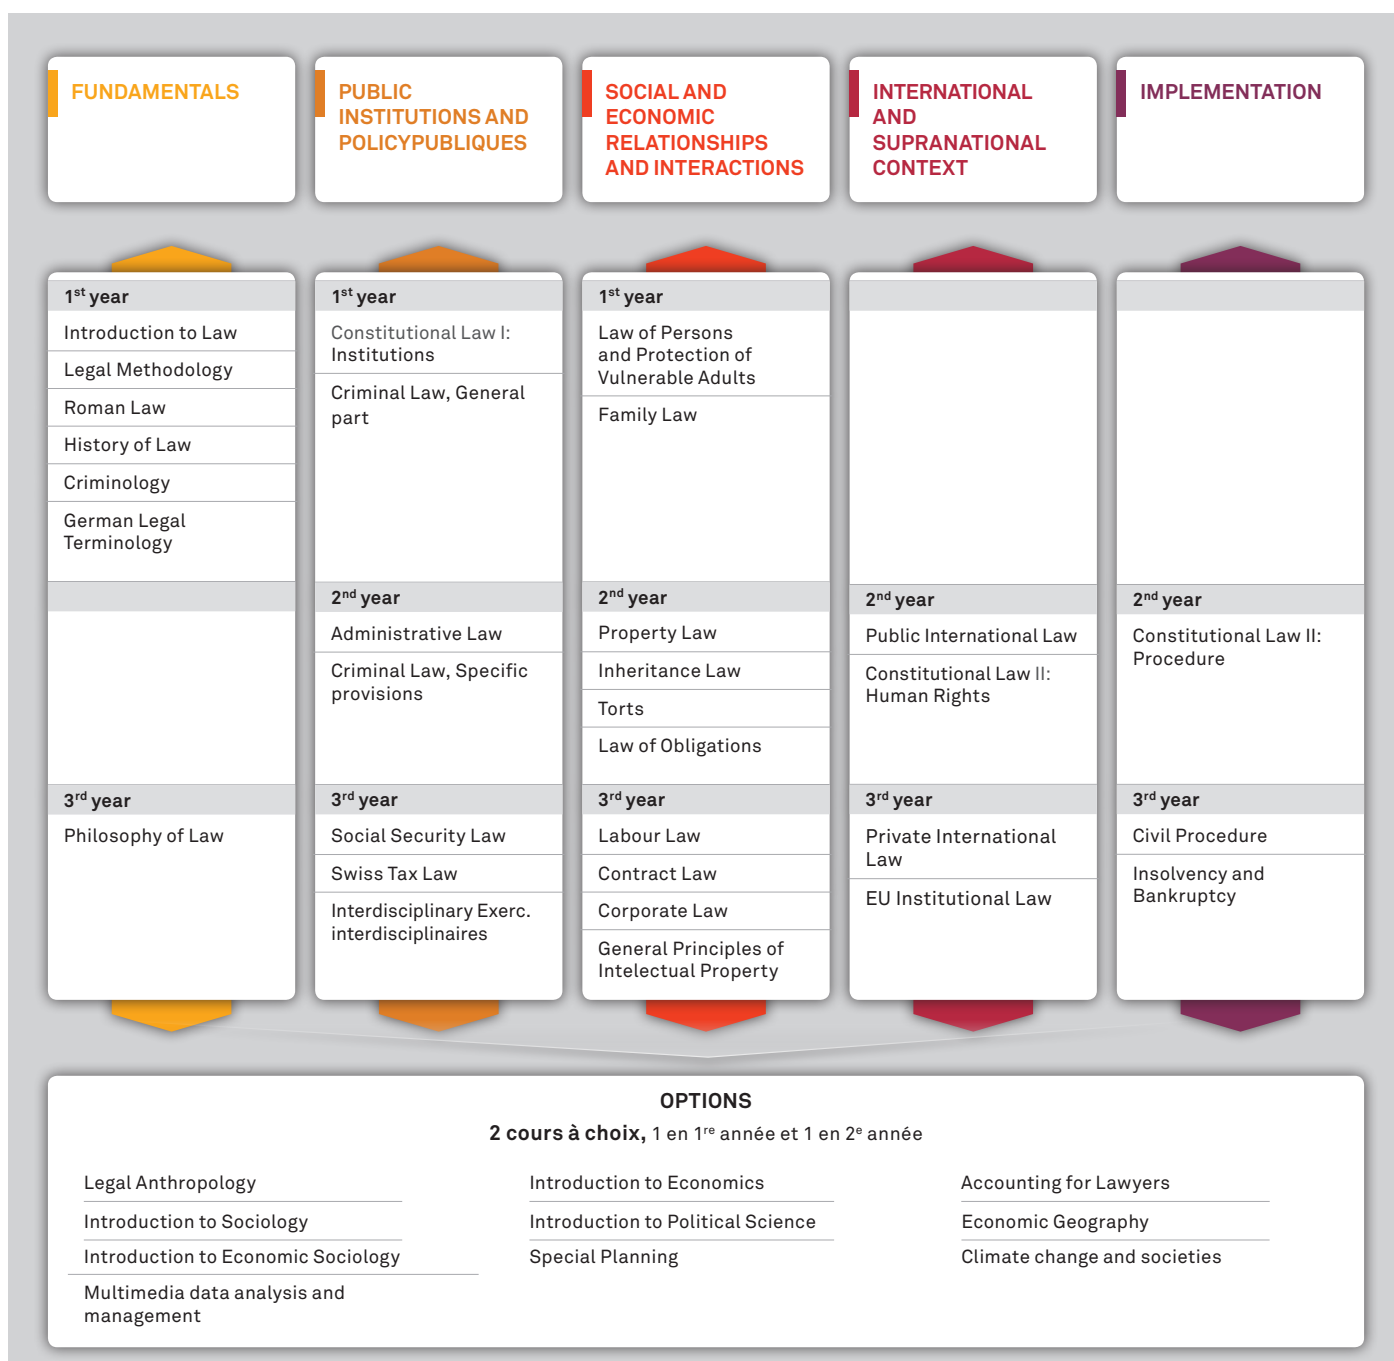 FUNDAMENTALS
PUBLIC
INSTITUTIONS AND
POLICYPUBLIQUES
SOCIAL AND
ECONOMIC
RELATIONSHIPS
AND INTERACTIONS
INTERNATIONAL
AND
SUPRANATIONAL
CONTEXT
IMPLEMENTATION
1st year
Introduction to Law
Legal Methodology
Roman Law
History of Law
Criminology
German Legal
Terminology
3rd year
Philosophy of Law
1st year
Constitutional Law I:
Institutions
Criminal Law, General
part
2nd year
Administrative Law
Criminal Law, Specific
provisions
3rd year
Social Security Law
Swiss Tax Law
Interdisciplinary Exerc.
interdisciplinaires
1st year
Law of Persons
and Protection of
Vulnerable Adults
Family Law
2nd year
Property Law
Inheritance Law
Torts
Law of Obligations
3rd year
Labour Law
Contract Law
Corporate Law
General Principles of
Intelectual Property
2nd year
Public International Law
Constitutional Law II:
Human Rights
3rd year
Private International
Law
EU Institutional Law
2nd year
Constitutional Law II:
Procedure
3rd year
Civil Procedure
Insolvency and
Bankruptcy
OPTIONS
2 cours à choix, 1 en 1re année et 1 en 2e année
Legal Anthropology
Introduction to Sociology
Introduction to Economic Sociology
Multimedia data analysis and
management
Introduction to Economics
Introduction to Political Science
Special Planning
Accounting for Lawyers
Economic Geography
Climate change and societies